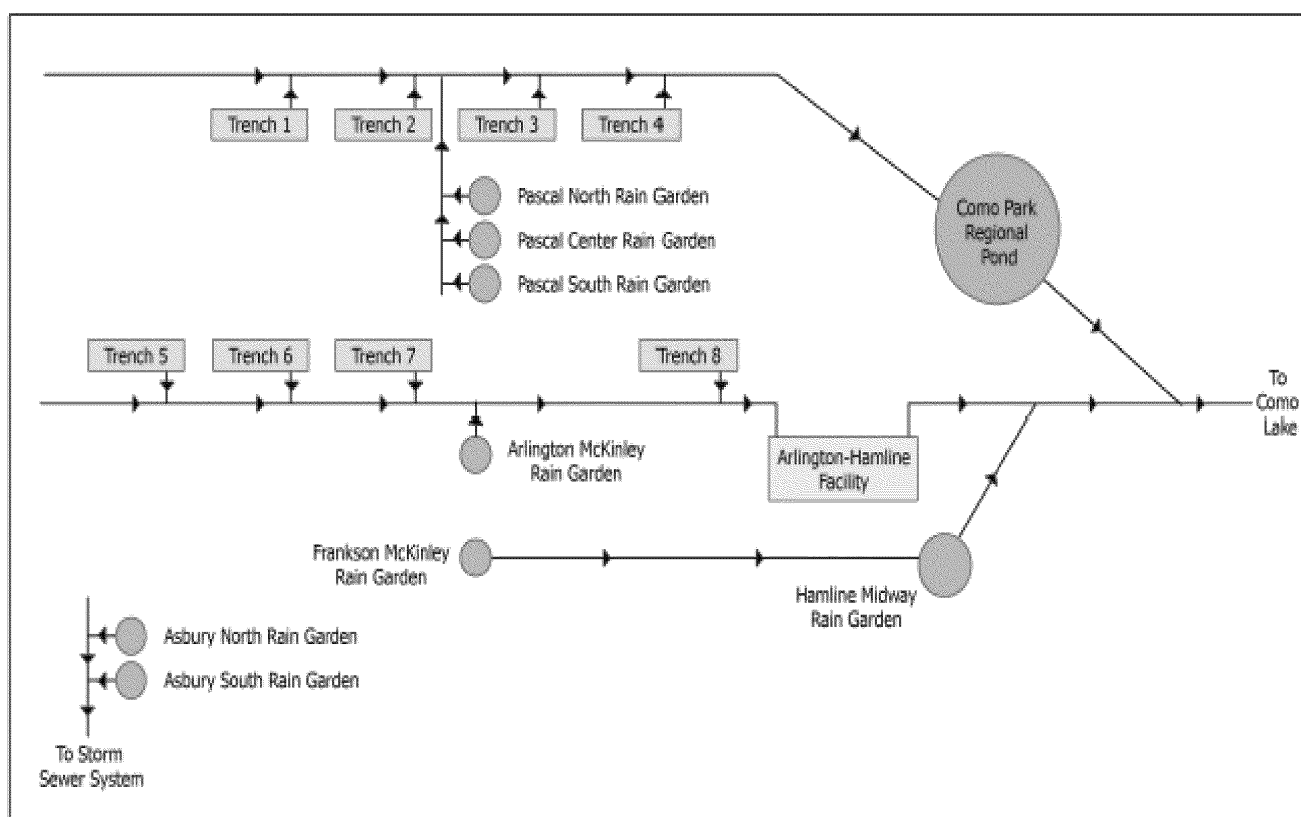 Trench 1
Trench 2
Trench 3
Trench 4
Pascal North Rain Garden
Pascal Center Rain Garden
Pascal South Rain Garden
Como Park
Regional
Pond
Trench 5
Trench 6
Trench 7
Trench 8
To
Como
Lake
Arlington McKinley
Rain Garden
Arlington-Hamline
Facility
Frankson McKinley
Rain Garden
Hamline Midway
Rain Garden
Asbury North Rain Garden
Asbury South Rain Garden
To Storm
Sewer System